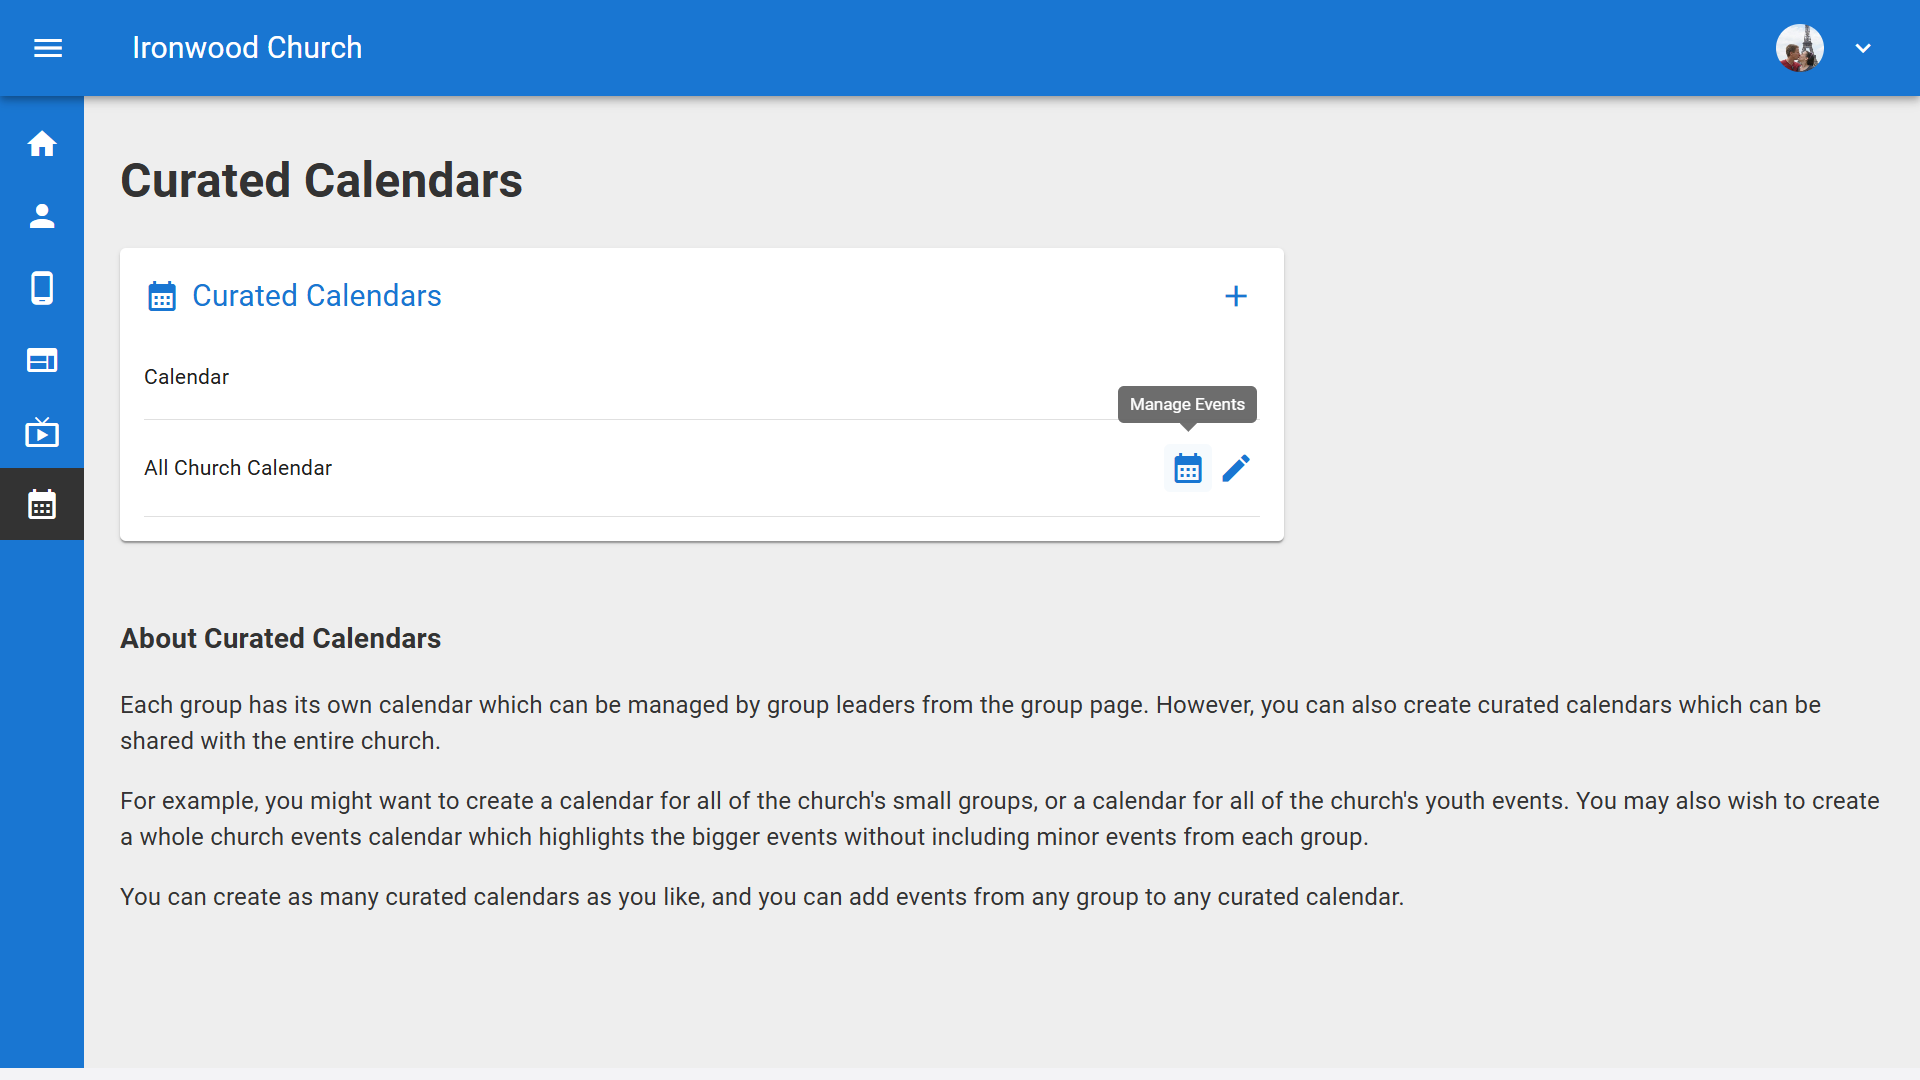 Ironwood Church
Curated Calendars
Curated Calendars
Calendar
Manage Events
All Church Calendar
About Curated Calendars
Each group has its own calendar which can be managed by group leaders from the group page. However, you can also create curated calendars which can be
shared with the entire church.
For example, you might want to create a calendar for all of the church's small groups, or a calendar for all of the church's youth events. You may also wish to create
a whole church events calendar which highlights the bigger events without including minor events from each group.
You can create as many curated calendars as you like, and you can add events from any group to any curated calendar.